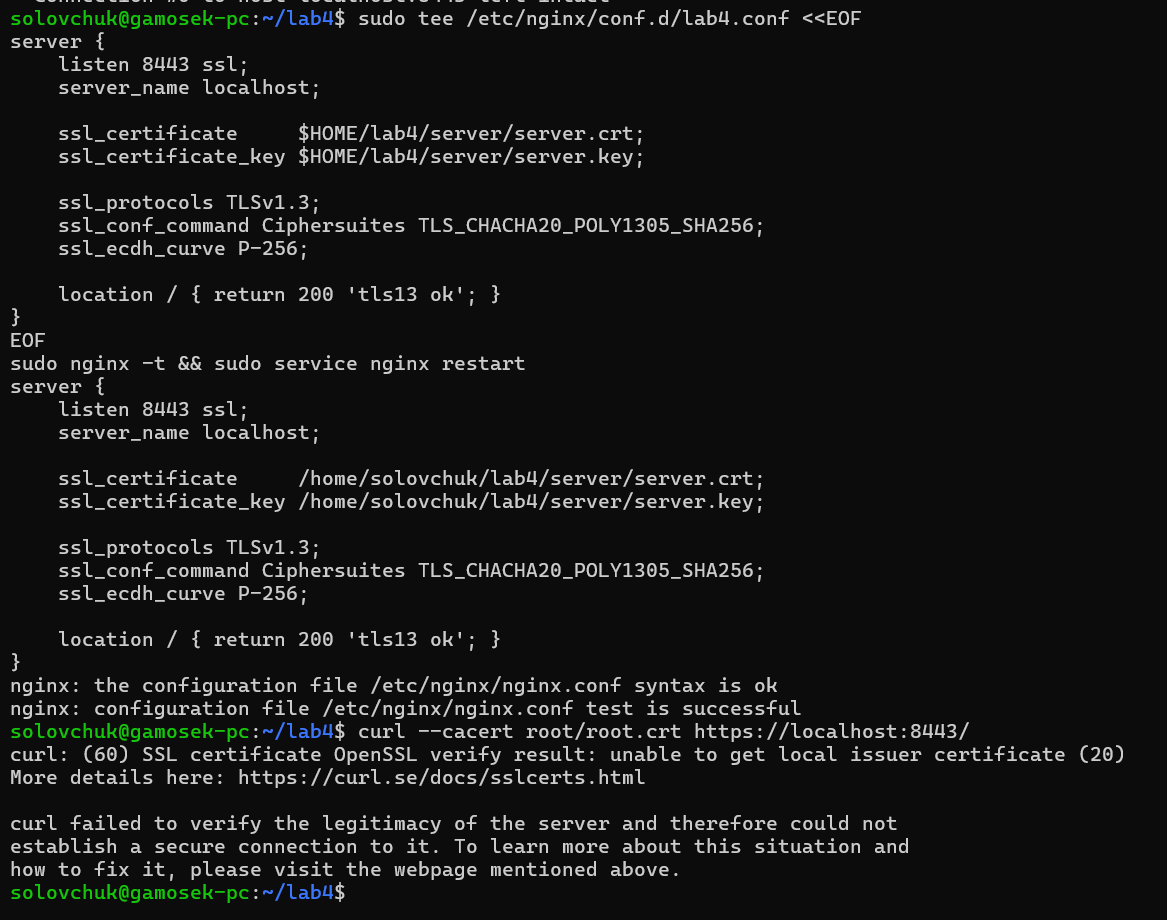 solovchuk@gamosek-pc:~/lab4$ sudo tee /etc/nginx/conf.d/lab4.conf <<EOF
server {
    listen 8443 ssl;
    server_name localhost;

    ssl_certificate     $HOME/lab4/server/server.crt;
    ssl_certificate_key $HOME/lab4/server/server.key;

    ssl_protocols TLSv1.3;
    ssl_conf_command Ciphersuites TLS_CHACHA20_POLY1305_SHA256;
    ssl_ecdh_curve P-256;

    location / { return 200 'tls13 ok'; }
}
EOF
sudo nginx -t && sudo service nginx restart
server {
    listen 8443 ssl;
    server_name localhost;

    ssl_certificate     /home/solovchuk/lab4/server/server.crt;
    ssl_certificate_key /home/solovchuk/lab4/server/server.key;

    ssl_protocols TLSv1.3;
    ssl_conf_command Ciphersuites TLS_CHACHA20_POLY1305_SHA256;
    ssl_ecdh_curve P-256;

    location / { return 200 'tls13 ok'; }
}
nginx: the configuration file /etc/nginx/nginx.conf syntax is ok
nginx: configuration file /etc/nginx/nginx.conf test is successful
solovchuk@gamosek-pc:~/lab4$ curl --cacert root/root.crt https://localhost:8443/
curl: (60) SSL certificate OpenSSL verify result: unable to get local issuer certificate (20)
More details here: https://curl.se/docs/sslcerts.html

curl failed to verify the legitimacy of the server and therefore could not
establish a secure connection to it. To learn more about this situation and
how to fix it, please visit the webpage mentioned above.
solovchuk@gamosek-pc:~/lab4$